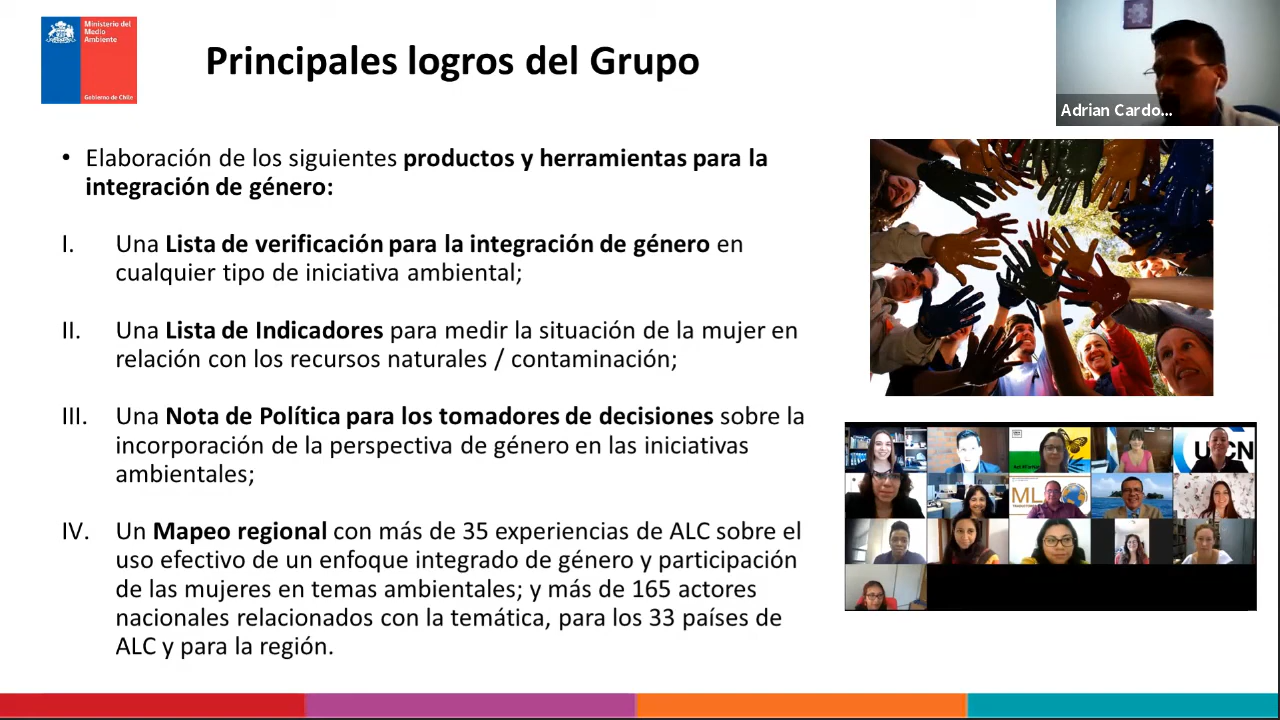 Ministerio del
Medio
Ambiente
Gobierno de Chile
Principales logros del Grupo
Adrian Cardo...
• Elaboración de los siguientes productos y herramientas para la
integración de género:
I. Una Lista de verificación para la integración de género en
cualquier tipo de iniciativa ambiental;
II. Una Lista de Indicadores para medir la situación de la mujer en
relación con los recursos naturales / contaminación;
III. Una Nota de Política para los tomadores de decisiones sobre la
incorporación de la perspectiva de género en las iniciativas
ambientales;
IV. Un Mapeo regional con más de 35 experiencias de ALC sobre el
uso efectivo de un enfoque integrado de género y participación
de las mujeres en temas ambientales; y más de 165 actores
nacionales relacionados con la temática, para los 33 países de
ALC y para la región.